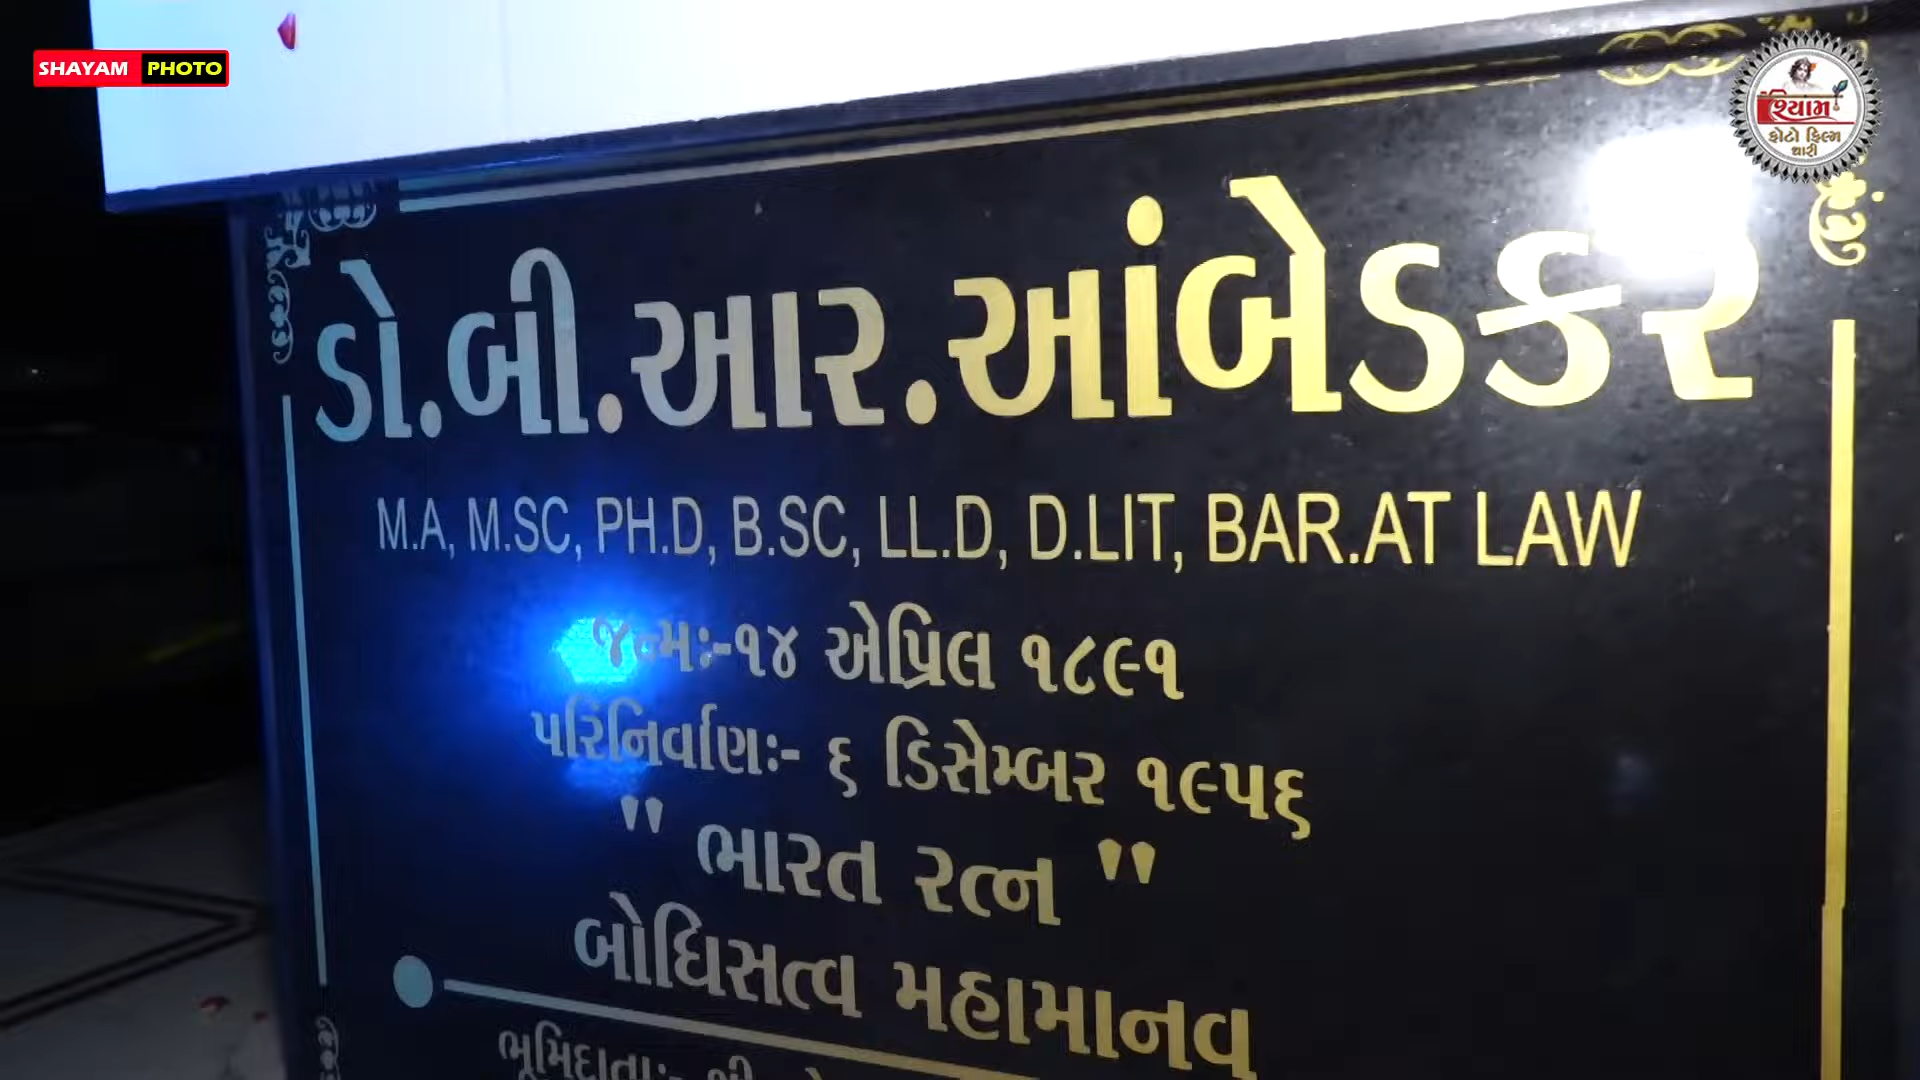 SHAYAM PHOTO
શ્યામ
ફોટો ફિલ્મ
ધારી
ડો.બી.આર.આંબેડકર
M.A, M.SC, PH.D, B.SC, LL.D, D.LIT, BAR.AT LAW
જન્મઃ-૧૪ એપ્રિલ ૧૮૯૧
પરિનિર્વાણઃ- ૬ ડિસેમ્બર ૧૯૫૬
" ભારત રત્ન "
બોધિસત્વ મહામાનવ
ભૂમિદાતાઃ- શ્રી